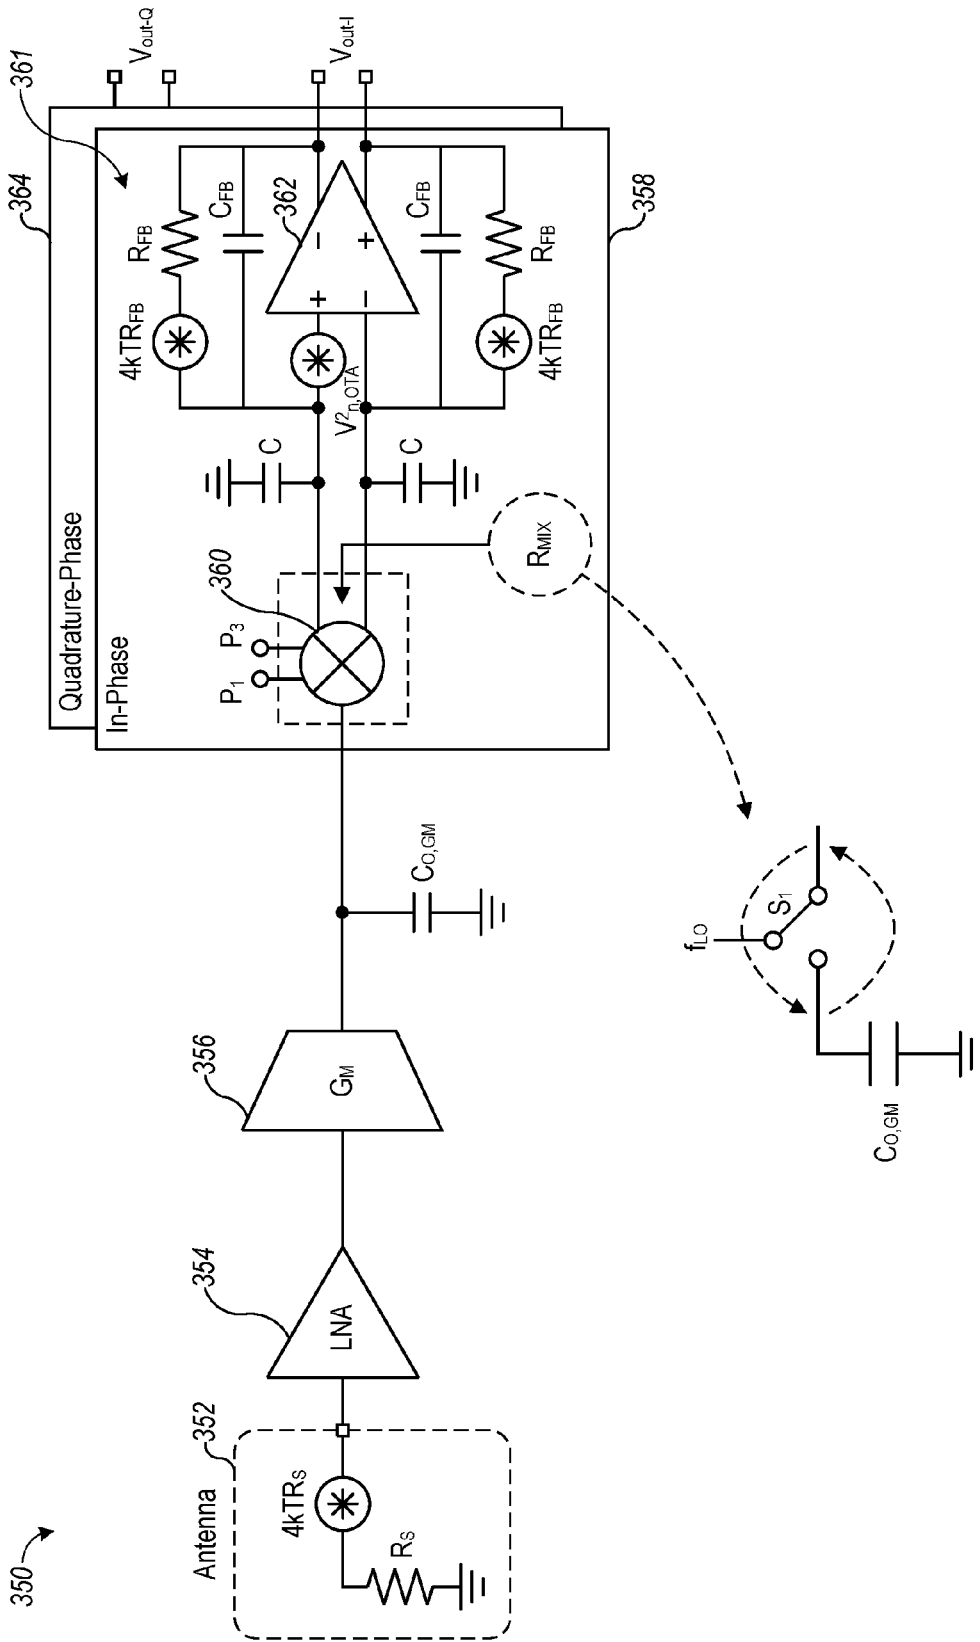 350
Antenna
352
4kTRS
RS
354
LNA
356
GM
CO,GM
364
Quadrature-Phase
In-Phase
358
360
P1
P3
RMIX
C
C
361
4kTRFB
RFB
CFB
362
+
−
−
+
V²n,OTA
CFB
4kTRFB
RFB
Vout-Q
Vout-I
fLO
S1
CO,GM